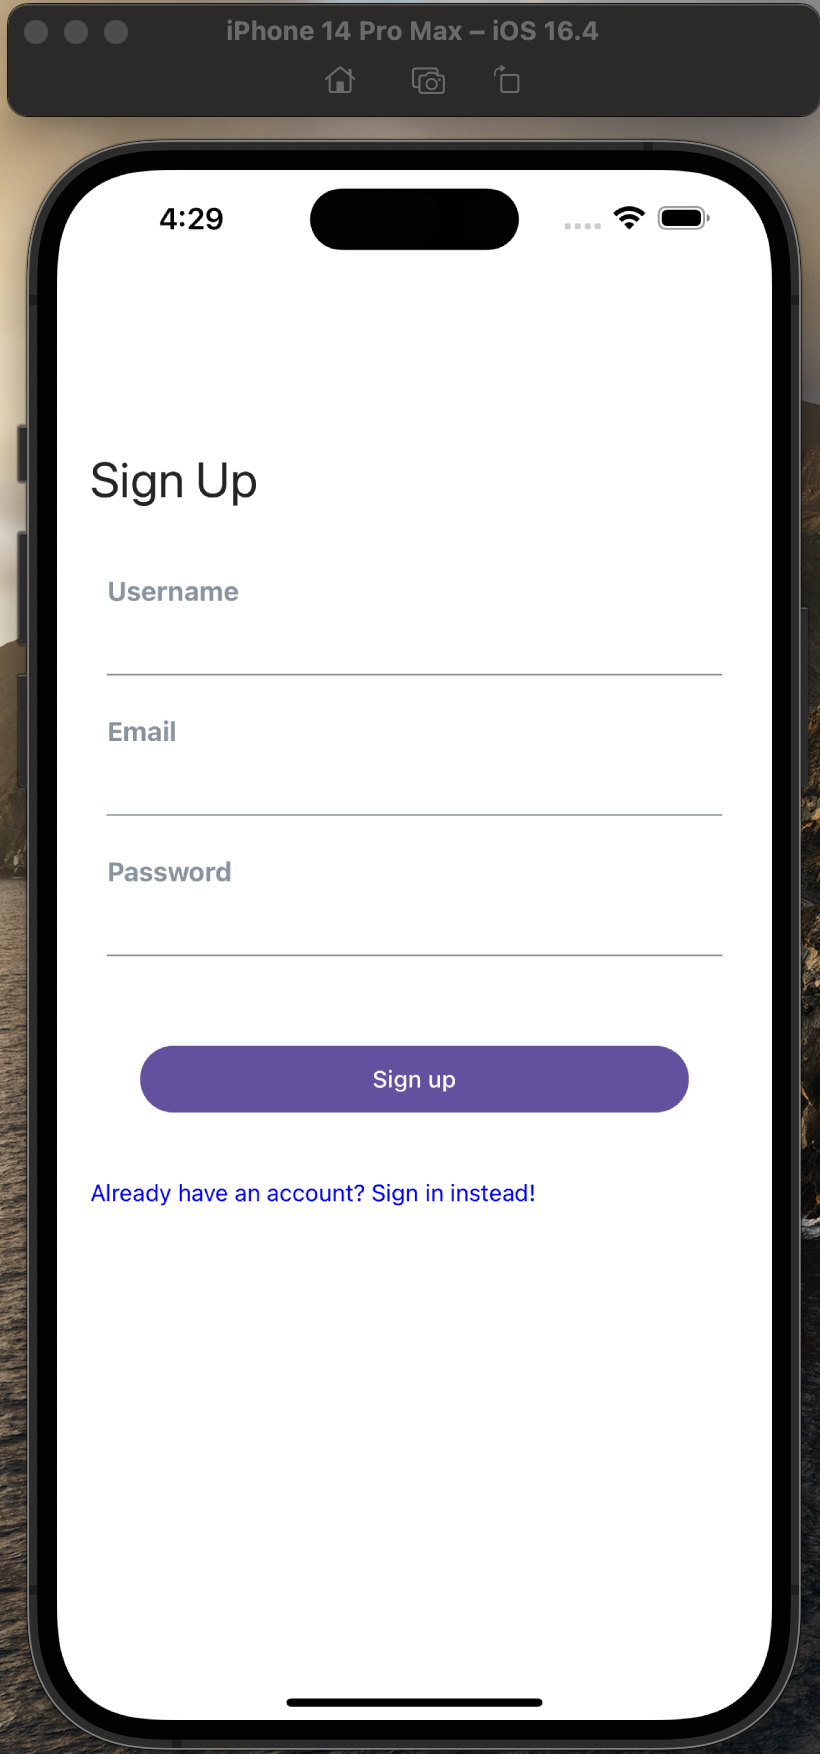 iPhone 14 Pro Max – iOS 16.4
4:29
Sign Up
Username
Email
Password
Sign up
Already have an account? Sign in instead!